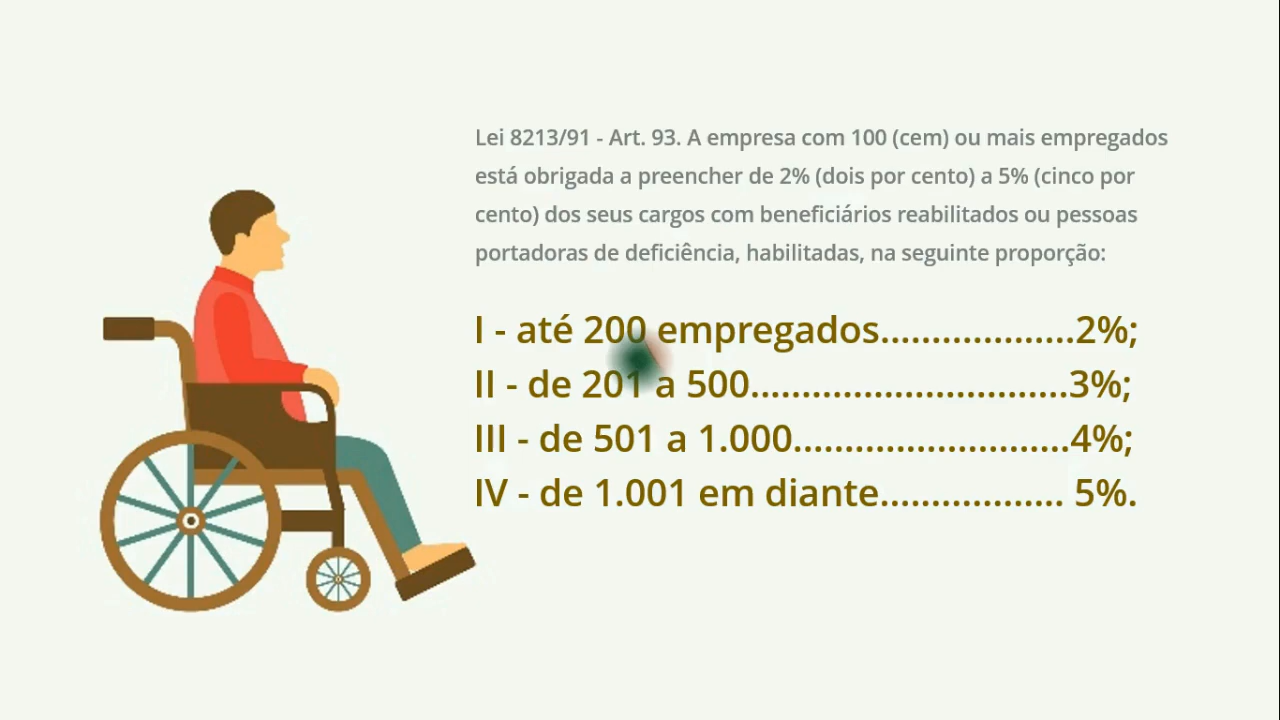 Lei 8213/91 - Art. 93. A empresa com 100 (cem) ou mais empregados
está obrigada a preencher de 2% (dois por cento) a 5% (cinco por
cento) dos seus cargos com beneficiários reabilitados ou pessoas
portadoras de deficiência, habilitadas, na seguinte proporção:
I - até 200 empregados...................2%;
II - de 201 a 500...............................3%;
III - de 501 a 1.000...........................4%;
IV - de 1.001 em diante.................. 5%.